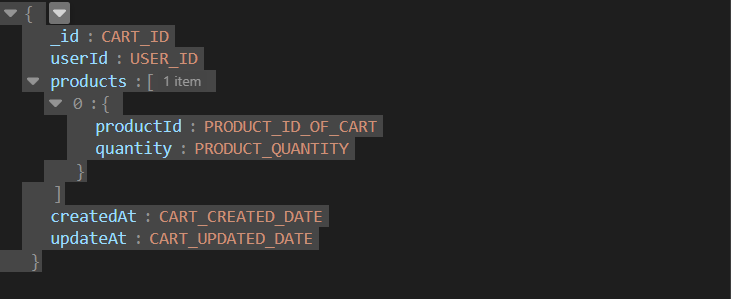 {
_id : CART_ID
userId : USER_ID
products : [ 1 item
0 : {
productId : PRODUCT_ID_OF_CART
quantity : PRODUCT_QUANTITY
}
]
createdAt : CART_CREATED_DATE
updateAt : CART_UPDATED_DATE
}